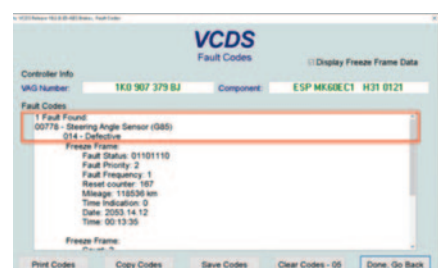 VCDS
Fault Codes
Display Freeze Frame Data
Controller Info
VAG Number: 1K0 907 379 BJ Component: ESP MK60EC1 H31 0121
Fault Codes
1 Fault Found:
00778 - Steering Angle Sensor (G85)
014 - Defective
Freeze Frame:
Fault Status: 01101110
Fault Priority: 2
Fault Frequency: 1
Reset counter: 167
Mileage: 118536 km
Time Indication: 0
Date: 2053.14.12
Time: 00:13:35
Freeze Frame:
Print Codes Copy Codes Save Codes Clear Codes - 05 Done, Go Back